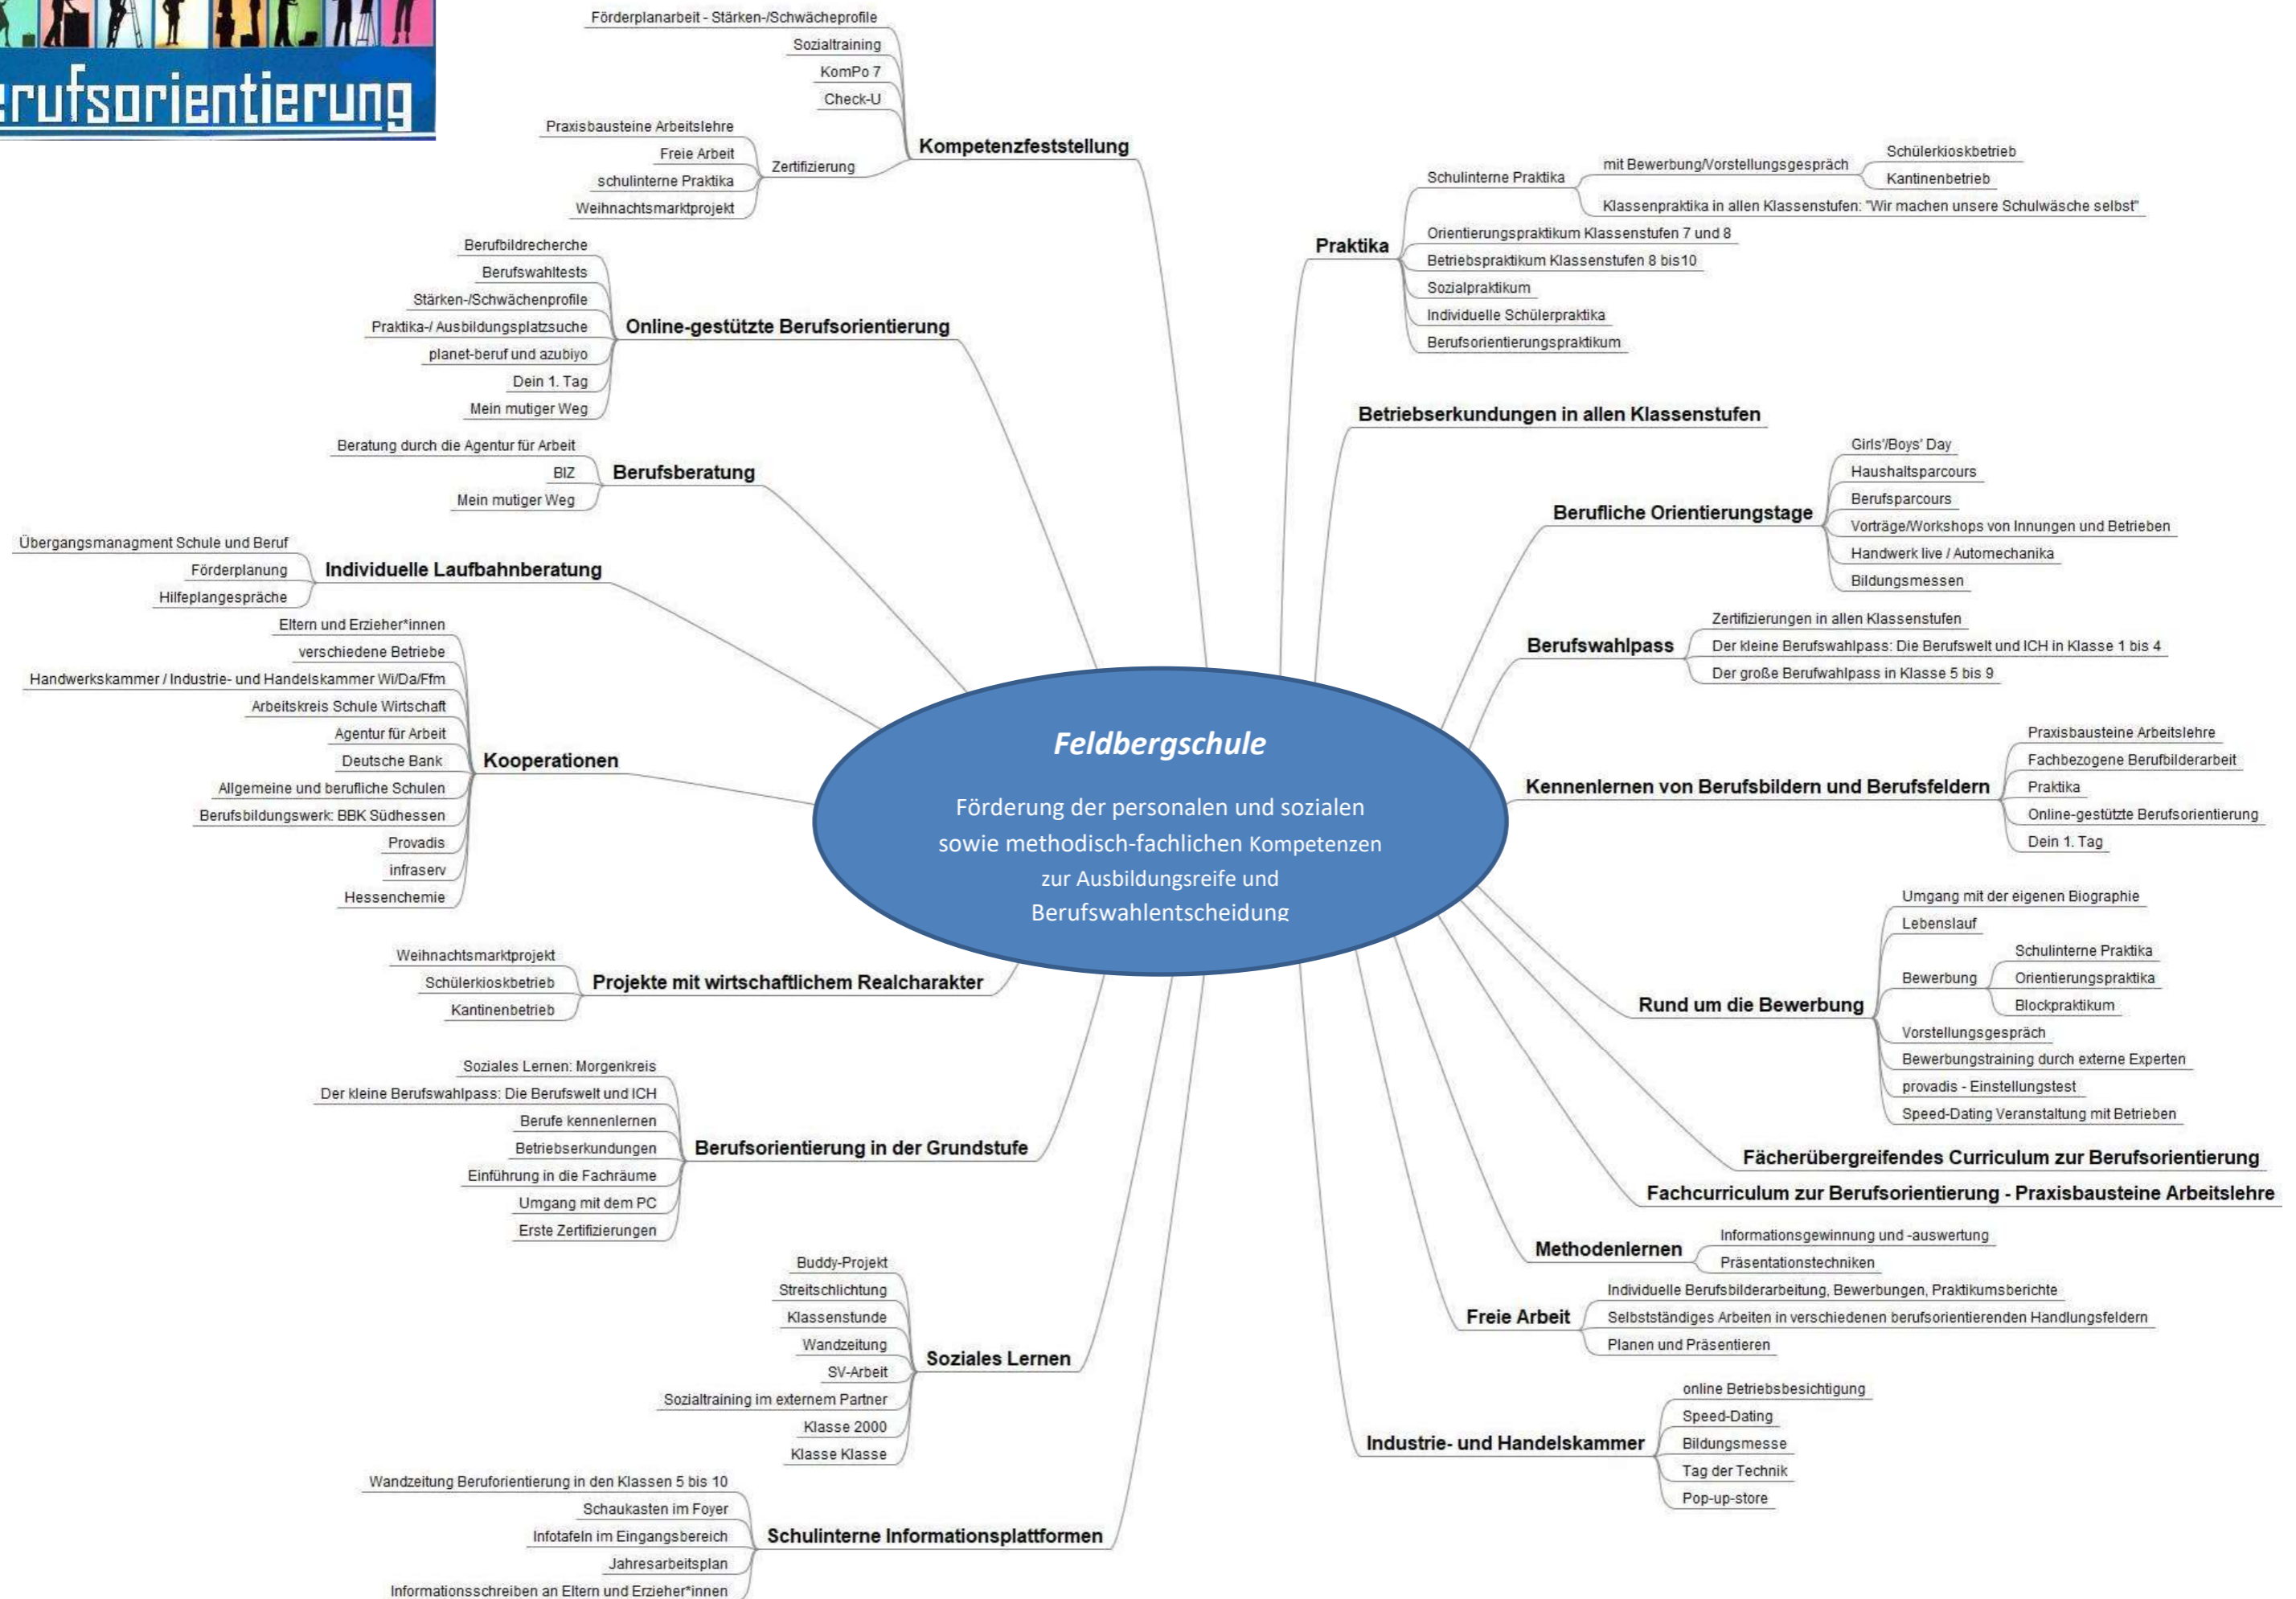 erufsorientierung
Förderplanarbeit - Stärken-/Schwächeprofile
Sozialtraining
KomPo 7
Check-U
Praxisbausteine Arbeitslehre
Freie Arbeit
schulinterne Praktika
Weihnachtsmarktprojekt
Zertifizierung
Kompetenzfeststellung
Berufbildrecherche
Berufswahltests
Stärken-/Schwächenprofile
Praktika-/ Ausbildungsplatzsuche
planet-beruf und azubiyo
Dein 1. Tag
Mein mutiger Weg
Online-gestützte Berufsorientierung
Beratung durch die Agentur für Arbeit
BIZ
Mein mutiger Weg
Berufsberatung
Übergangsmanagment Schule und Beruf
Förderplanung
Hilfeplangespräche
Individuelle Laufbahnberatung
Eltern und Erzieher*innen
verschiedene Betriebe
Handwerkskammer / Industrie- und Handelskammer Wi/Da/Ffm
Arbeitskreis Schule Wirtschaft
Agentur für Arbeit
Deutsche Bank
Allgemeine und berufliche Schulen
Berufsbildungswerk: BBK Südhessen
Provadis
infraserv
Hessenchemie
Kooperationen
Weihnachtsmarktprojekt
Schülerkioskbetrieb
Kantinenbetrieb
Projekte mit wirtschaftlichem Realcharakter
Soziales Lernen: Morgenkreis
Der kleine Berufswahlpass: Die Berufswelt und ICH
Berufe kennenlernen
Betriebserkundungen
Einführung in die Fachräume
Umgang mit dem PC
Erste Zertifizierungen
Berufsorientierung in der Grundstufe
Buddy-Projekt
Streitschlichtung
Klassenstunde
Wandzeitung
SV-Arbeit
Sozialtraining im externem Partner
Klasse 2000
Klasse Klasse
Soziales Lernen
Wandzeitung Beruforientierung in den Klassen 5 bis 10
Schaukasten im Foyer
Infotafeln im Eingangsbereich
Jahresarbeitsplan
Informationsschreiben an Eltern und Erzieher*innen
Schulinterne Informationsplattformen
Feldbergschule
Förderung der personalen und sozialen
sowie methodisch-fachlichen Kompetenzen
zur Ausbildungsreife und
Berufswahlentscheidung
Praktika
Schulinterne Praktika
mit Bewerbung/Vorstellungsgespräch
Schülerkioskbetrieb
Kantinenbetrieb
Klassenpraktika in allen Klassenstufen: "Wir machen unsere Schulwäsche selbst"
Orientierungspraktikum Klassenstufen 7 und 8
Betriebspraktikum Klassenstufen 8 bis10
Sozialpraktikum
Individuelle Schülerpraktika
Berufsorientierungspraktikum
Betriebserkundungen in allen Klassenstufen
Berufliche Orientierungstage
Girls'/Boys' Day
Haushaltsparcours
Berufsparcours
Vorträge/Workshops von Innungen und Betrieben
Handwerk live / Automechanika
Bildungsmessen
Berufswahlpass
Zertifizierungen in allen Klassenstufen
Der kleine Berufswahlpass: Die Berufswelt und ICH in Klasse 1 bis 4
Der große Berufwahlpass in Klasse 5 bis 9
Kennenlernen von Berufsbildern und Berufsfeldern
Praxisbausteine Arbeitslehre
Fachbezogene Berufbilderarbeit
Praktika
Online-gestützte Berufsorientierung
Dein 1. Tag
Rund um die Bewerbung
Umgang mit der eigenen Biographie
Lebenslauf
Bewerbung
Schulinterne Praktika
Orientierungspraktika
Blockpraktikum
Vorstellungsgespräch
Bewerbungstraining durch externe Experten
provadis - Einstellungstest
Speed-Dating Veranstaltung mit Betrieben
Fächerübergreifendes Curriculum zur Berufsorientierung
Fachcurriculum zur Berufsorientierung - Praxisbausteine Arbeitslehre
Methodenlernen
Informationsgewinnung und -auswertung
Präsentationstechniken
Freie Arbeit
Individuelle Berufsbilderarbeitung, Bewerbungen, Praktikumsberichte
Selbstständiges Arbeiten in verschiedenen berufsorientierenden Handlungsfeldern
Planen und Präsentieren
Industrie- und Handelskammer
online Betriebsbesichtigung
Speed-Dating
Bildungsmesse
Tag der Technik
Pop-up-store